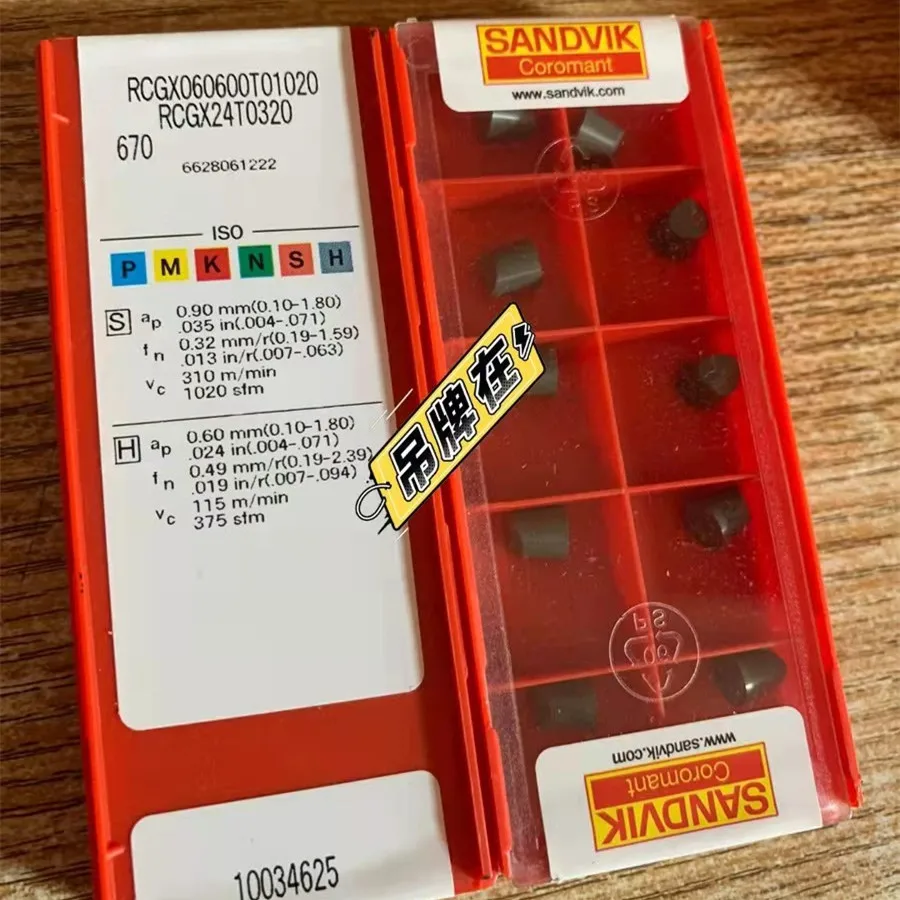 RCGX060600T01020
RCGX24T0320
670
6628061222
ISO
P M K N S H
S ap 0.90 mm(0.10-1.80)
.035 in(.004-.071)
fn 0.32 mm/r(0.19-1.59)
.013 in/r(.007-.063)
vc 310 m/min
1020 sfm
H ap 0.60 mm(0.10-1.80)
.024 in(.004-.071)
fn 0.49 mm/r(0.19-2.39)
.019 in/r(.007-.094)
vc 115 m/min
375 sfm
10034625
SANDVIK
Coromant
www.sandvik.com
吊牌在
PS
06
www.sandvik.com
Coromant
SANDVIK